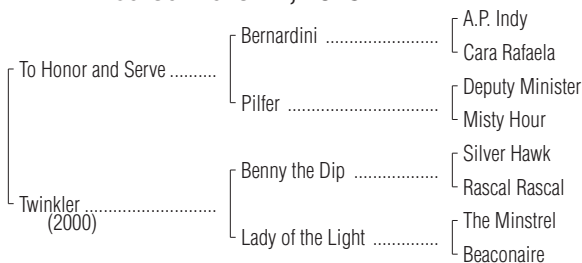 A.P. Indy
Bernardini ..........................
Cara Rafaela
To Honor and Serve ..........
Deputy Minister
Pilfer ...................................
Misty Hour
Silver Hawk
Benny the Dip ...................
Rascal Rascal
Twinkler .............................
(2000)
The Minstrel
Lady of the Light ...............
Beaconaire